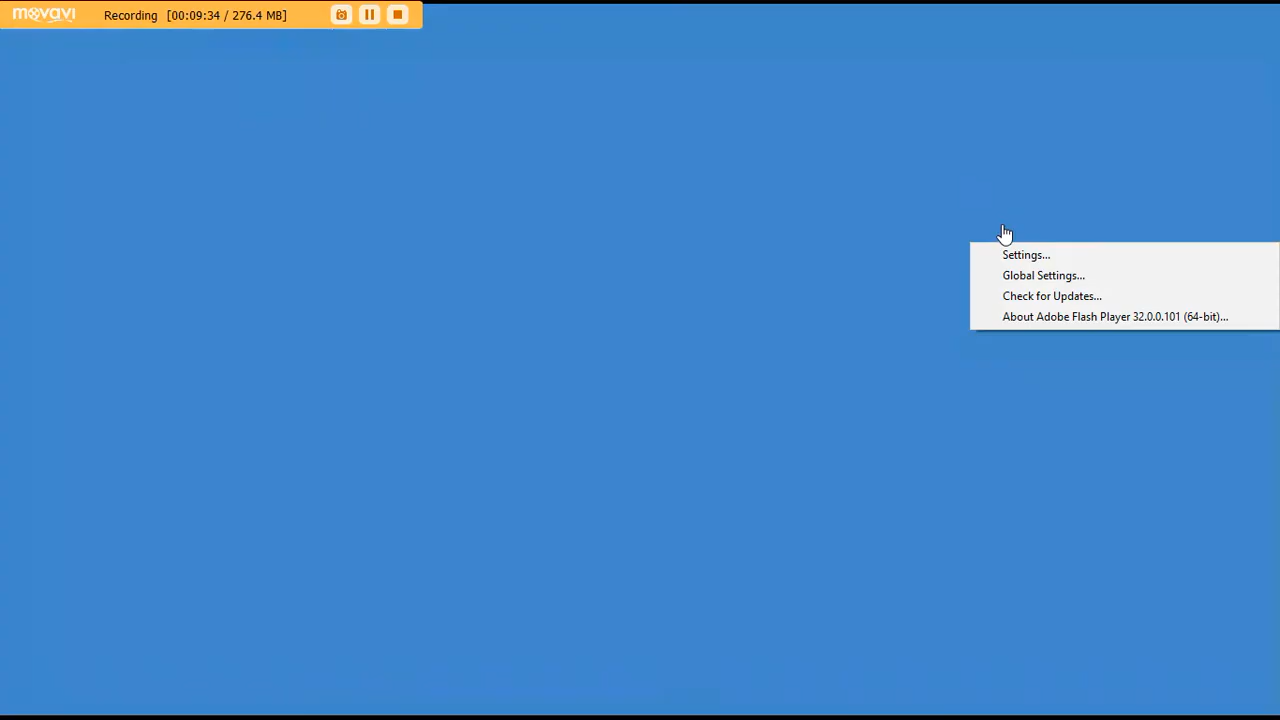 movavi Recording [00:09:34 / 276.4 MB]
Settings...
Global Settings...
Check for Updates...
About Adobe Flash Player 32.0.0.101 (64-bit)...